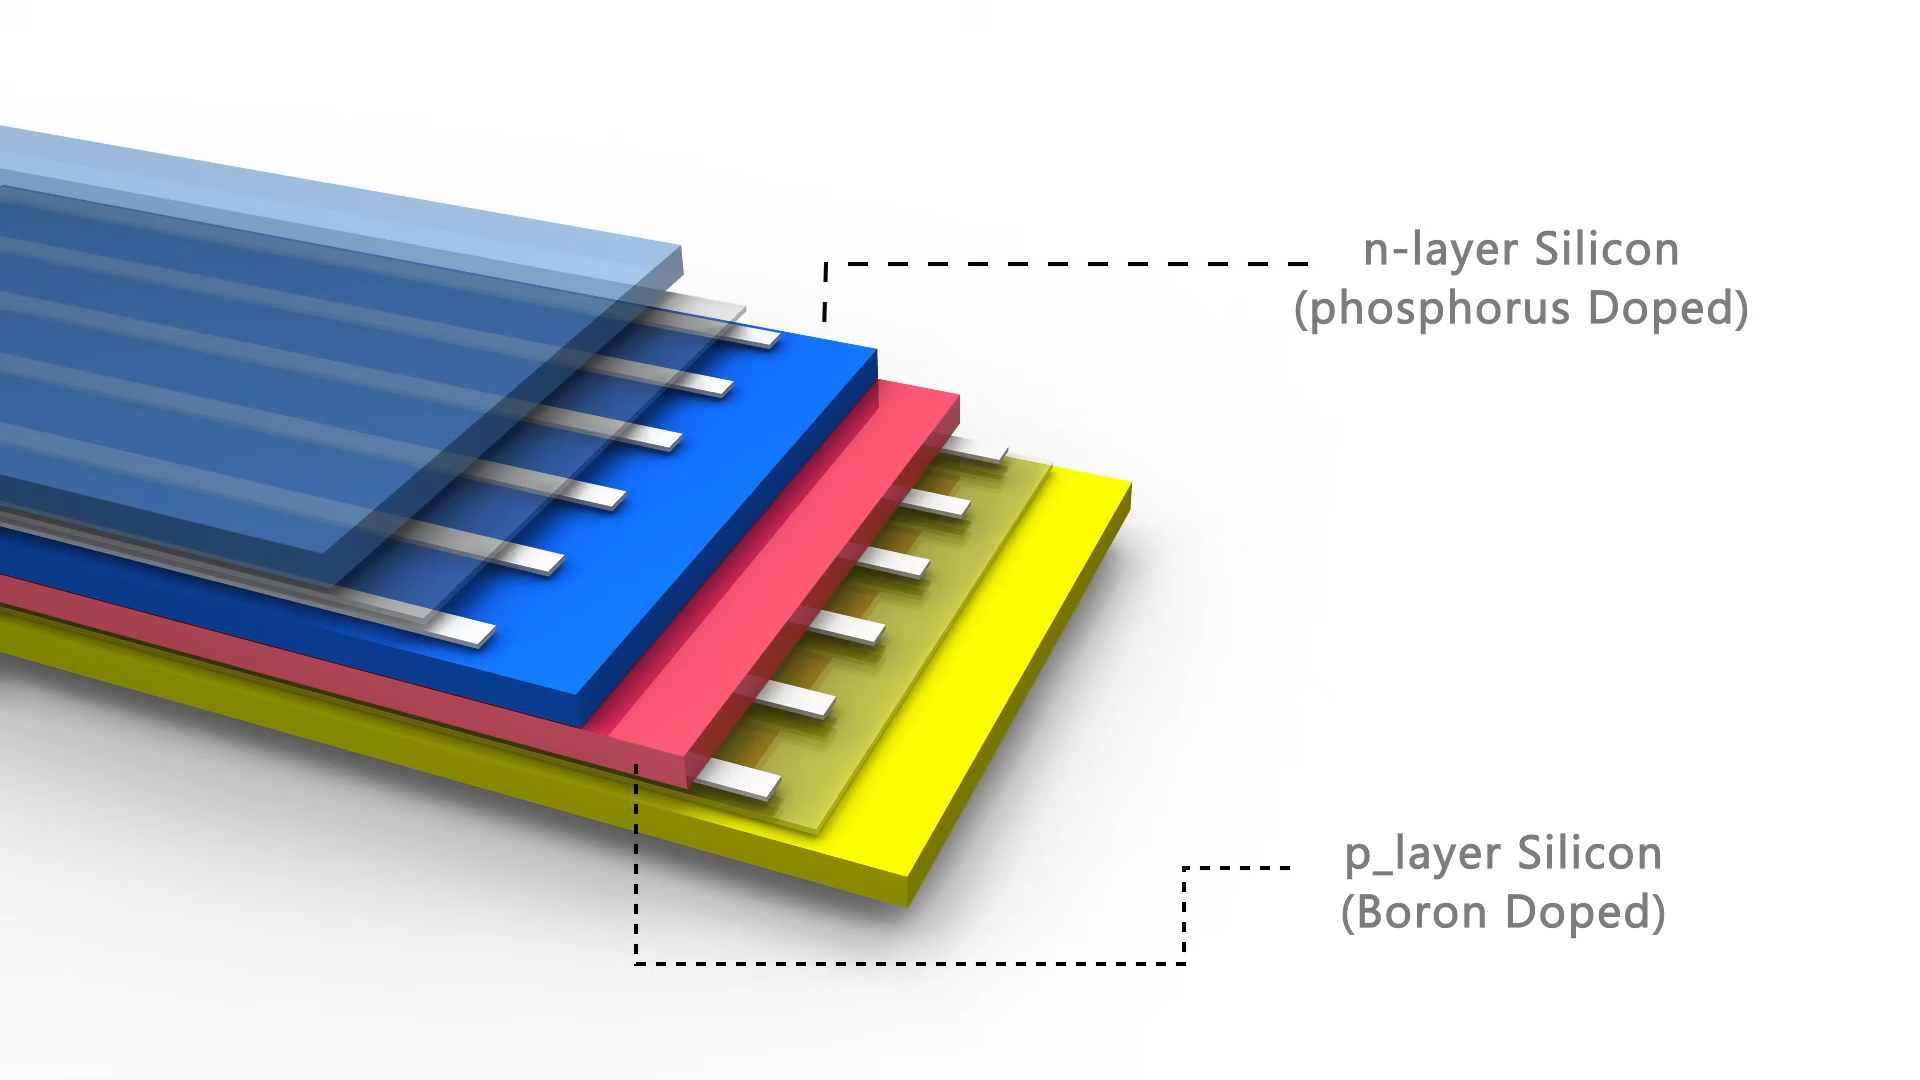 n-layer Silicon
(phosphorus Doped)
p_layer Silicon
(Boron Doped)